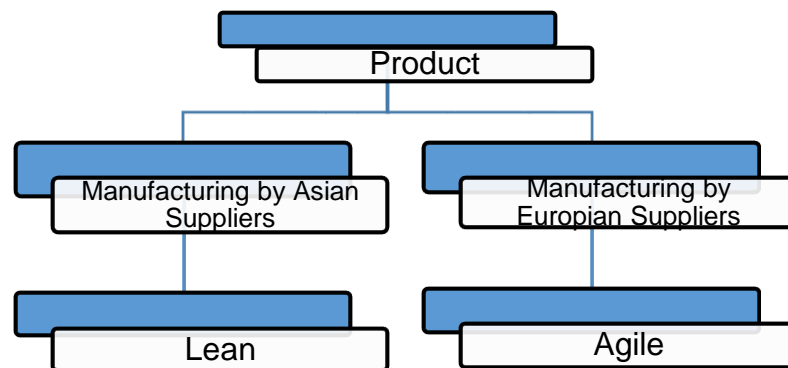 Product
Manufacturing by Asian
Suppliers
Manufacturing by
Europian Suppliers
Lean
Agile